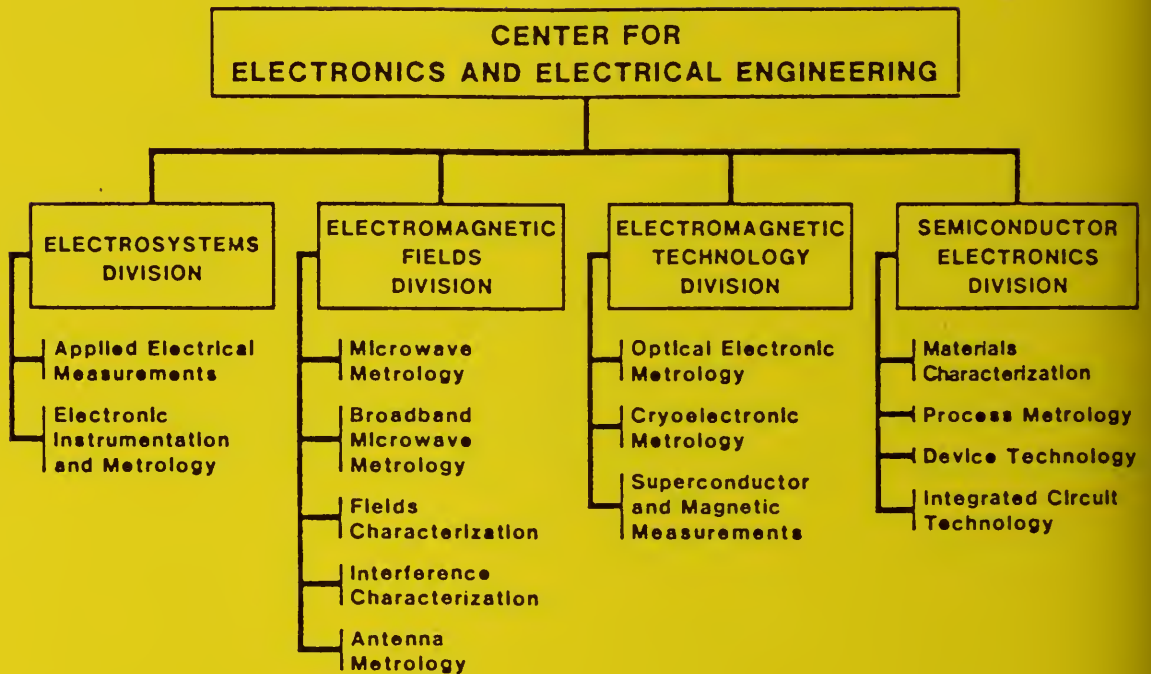 CENTER FOR
ELECTRONICS AND ELECTRICAL ENGINEERING
ELECTROSYSTEMS
DIVISION
Applied Electrical
Measurements
Electronic
Instrumentation
and Metrology
ELECTROMAGNETIC
FIELDS
DIVISION
Microwave
Metrology
Broadband
Microwave
Metrology
Fields
Characterization
Interference
Characterization
Antenna
Metrology
ELECTROMAGNETIC
TECHNOLOGY
DIVISION
Optical Electronic
Metrology
Cryoelectronic
Metrology
Superconductor
and Magnetic
Measurements
SEMICONDUCTOR
ELECTRONICS
DIVISION
Materials
Characterization
Process Metrology
Device Technology
Integrated Circuit
Technology